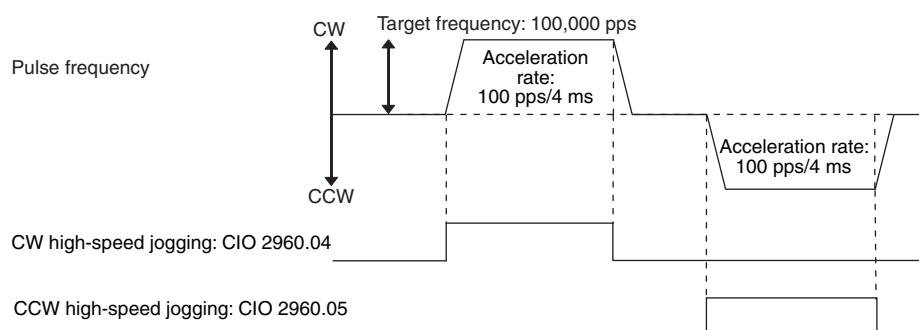 CW
Target frequency: 100,000 pps
Pulse frequency
Acceleration
rate:
100 pps/4 ms
Acceleration rate:
100 pps/4 ms
CCW
CW high-speed jogging: CIO 2960.04
CCW high-speed jogging: CIO 2960.05